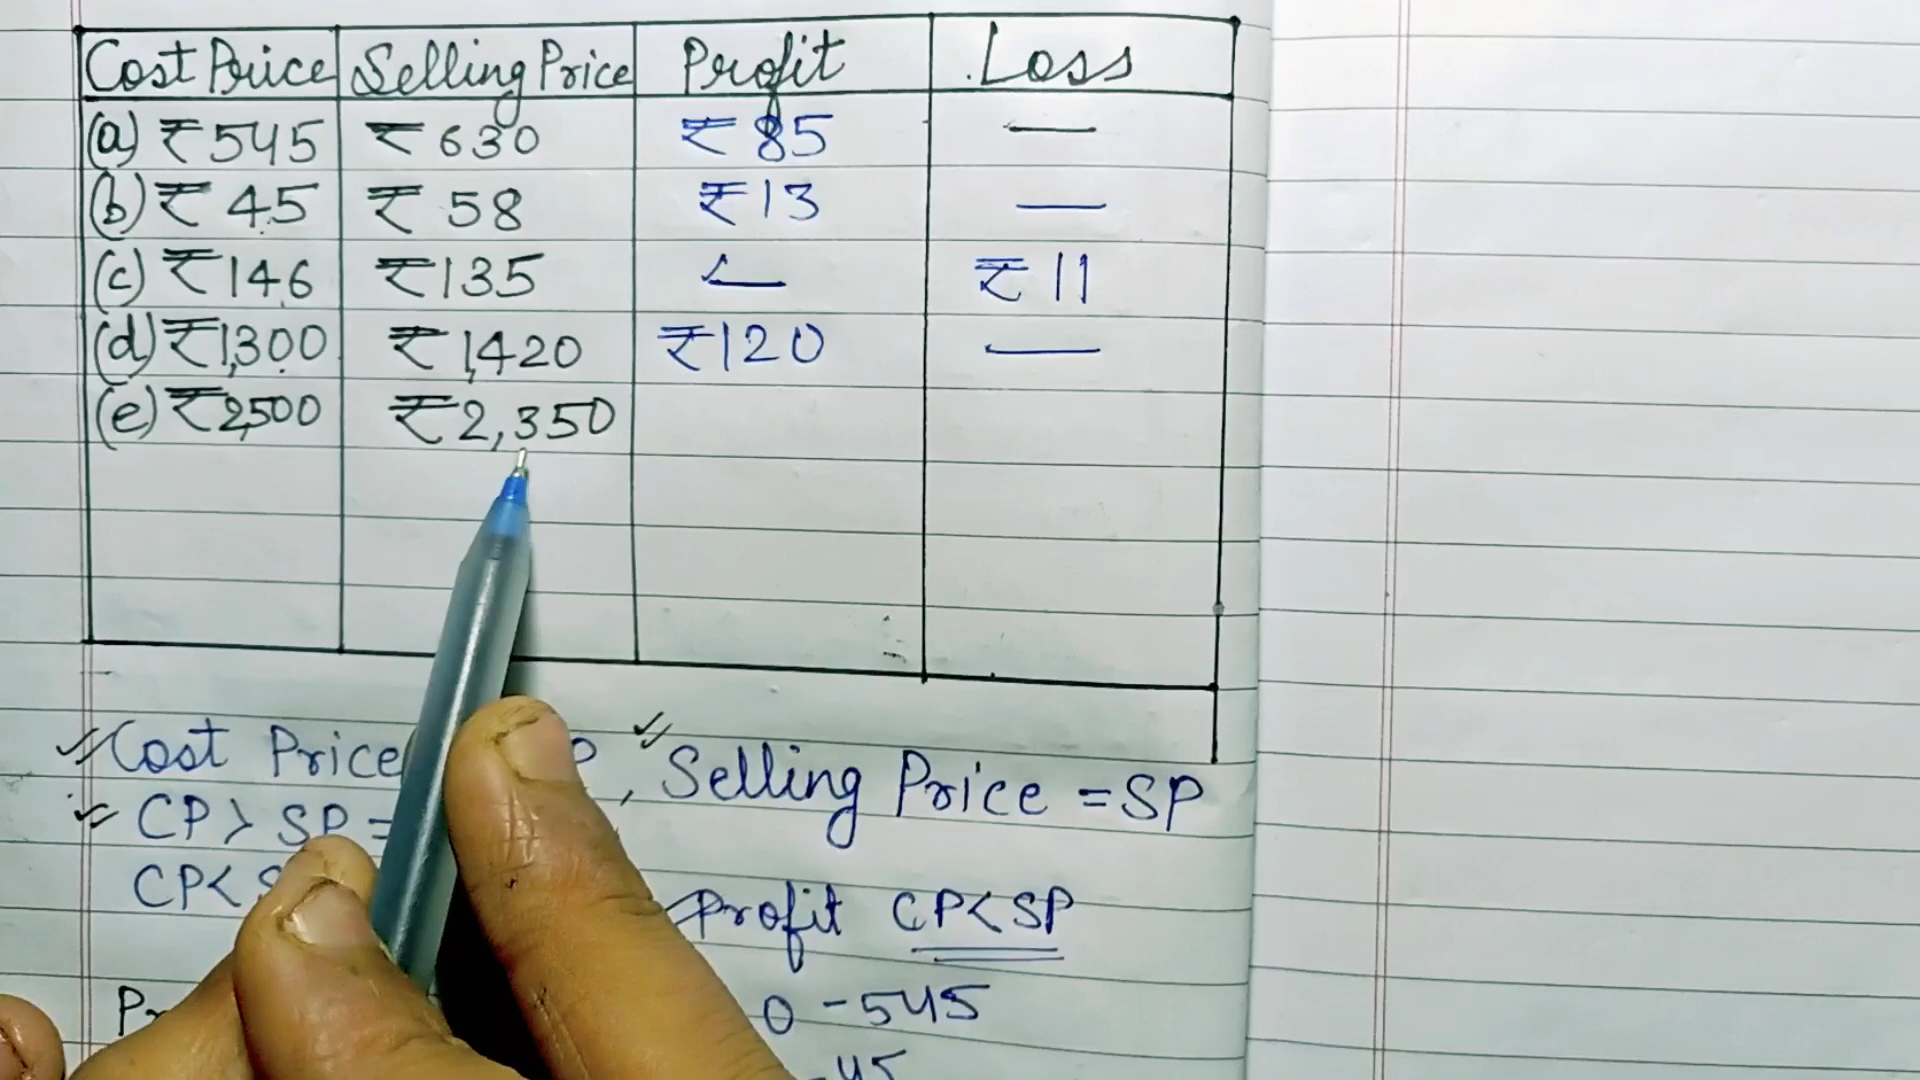 Cost Price Selling Price Profit Loss
(a) ₹545 ₹630 ₹85 —
(b) ₹45 ₹58 ₹13 —
(c) ₹146 ₹135 — ₹11
(d) ₹1,300 ₹1,420 ₹120 —
(e) ₹2,500 ₹2,350
Cost Price , Selling Price = SP
CP > SP =
CP <
Profit CP < SP
0 - 545
- 45